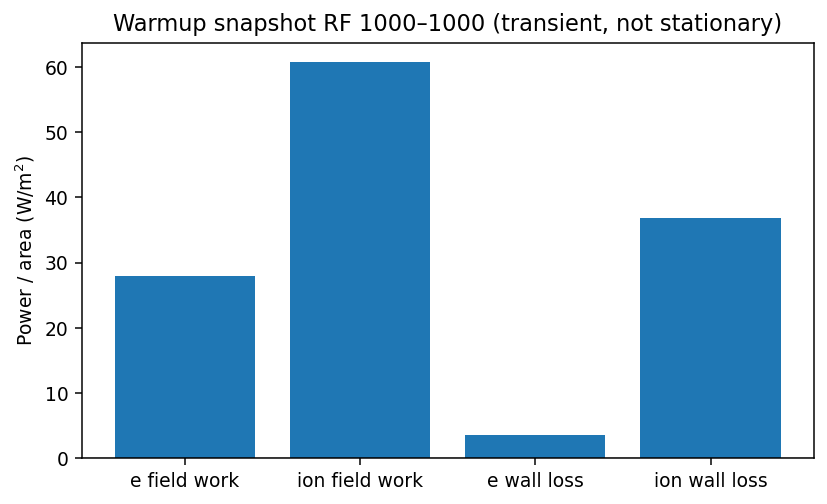 Warmup snapshot RF 1000–1000 (transient, not stationary)
Power / area (W/m²)
60
50
40
30
20
10
0
e field work
ion field work
e wall loss
ion wall loss